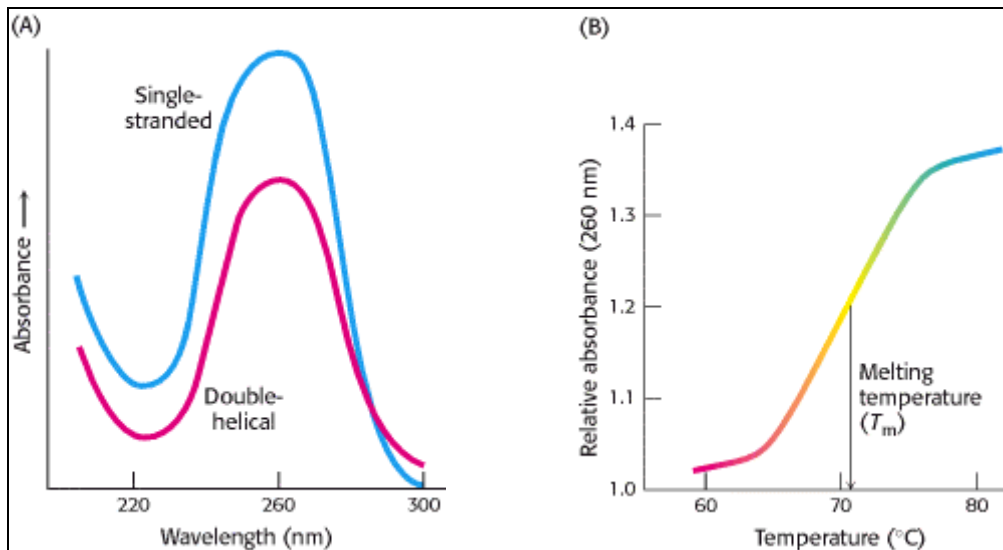 (A)
Single-
stranded
Double-
helical
Absorbance →
220
260
300
Wavelength (nm)
(B)
1.4
1.3
1.2
1.1
1.0
Relative absorbance (260 nm)
Melting
temperature
(Tm)
60
70
80
Temperature (°C)